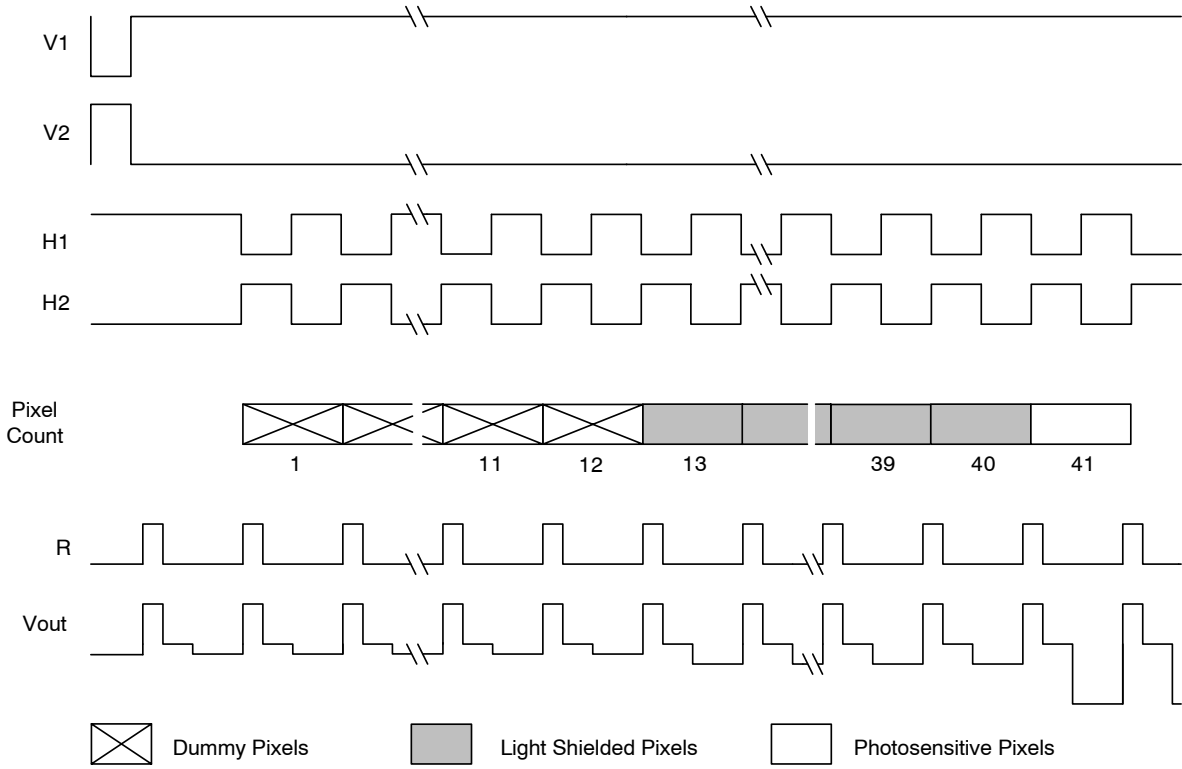 V1
V2
H1
H2
Pixel
Count
1 11 12 13 39 40 41
R
Vout
Dummy Pixels Light Shielded Pixels Photosensitive Pixels